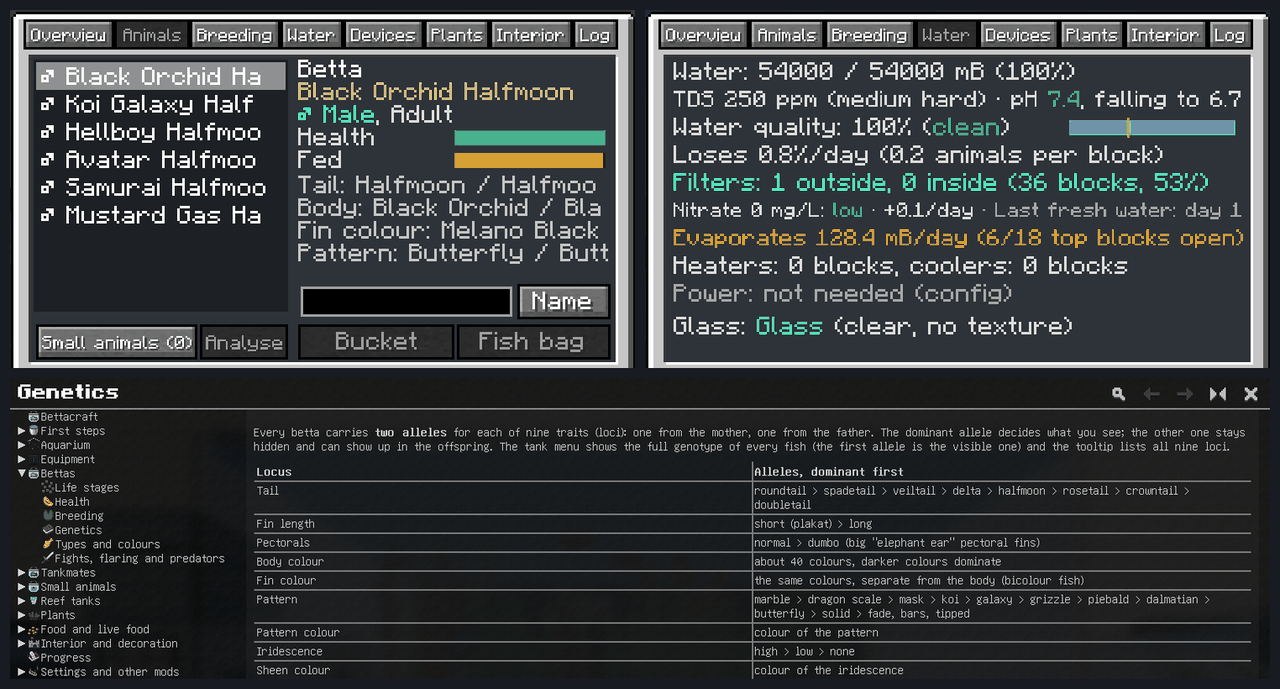 Overview Animals Breeding Water Devices Plants Interior Log
Black Orchid Ha
Koi Galaxy Half
Hellboy Halfmoo
Avatar Halfmoo
Samurai Halfmoo
Mustard Gas Ha
Small animals (0) Analyse
Betta
Black Orchid Halfmoon
♂ Male, Adult
Health
Fed
Tail: Halfmoon / Halfmoo
Body: Black Orchid / Bla
Fin colour: Melano Black
Pattern: Butterfly / Butt
Name
Bucket Fish bag
Overview Animals Breeding Water Devices Plants Interior Log
Water: 54000 / 54000 mB (100%)
TDS 250 ppm (medium hard) · pH 7.4, falling to 6.7
Water quality: 100% (clean)
Loses 0.8%/day (0.2 animals per block)
Filters: 1 outside, 0 inside (36 blocks, 53%)
Nitrate 0 mg/L: low · +0.1/day · Last fresh water: day 1
Evaporates 128.4 mB/day (6/18 top blocks open)
Heaters: 0 blocks, coolers: 0 blocks
Power: not needed (config)
Glass: Glass (clear, no texture)
Genetics
Bettacraft
First steps
Aquarium
Equipment
Bettas
Life stages
Health
Breeding
Genetics
Types and colours
Fights, flaring and predators
Tankmates
Small animals
Reef tanks
Plants
Food and live food
Interior and decoration
Progress
Settings and other mods
Every betta carries two alleles for each of nine traits (loci): one from the mother, one from the father. The dominant allele decides what you see; the other one stays
hidden and can show up in the offspring. The tank menu shows the full genotype of every fish (the first allele is the visible one) and the tooltip lists all nine loci.
Locus Alleles, dominant first
Tail roundtail > spadetail > veiltail > delta > halfmoon > rosetail > crowntail >
doubletail
Fin length short (plakat) > long
Pectorals normal > dumbo (big "elephant ear" pectoral fins)
Body colour about 40 colours, darker colours dominate
Fin colour the same colours, separate from the body (bicolour fish)
Pattern marble > dragon scale > mask > koi > galaxy > grizzle > piebald > dalmatian >
butterfly > solid > fade, bars, tipped
Pattern colour colour of the pattern
Iridescence high > low > none
Sheen colour colour of the iridescence